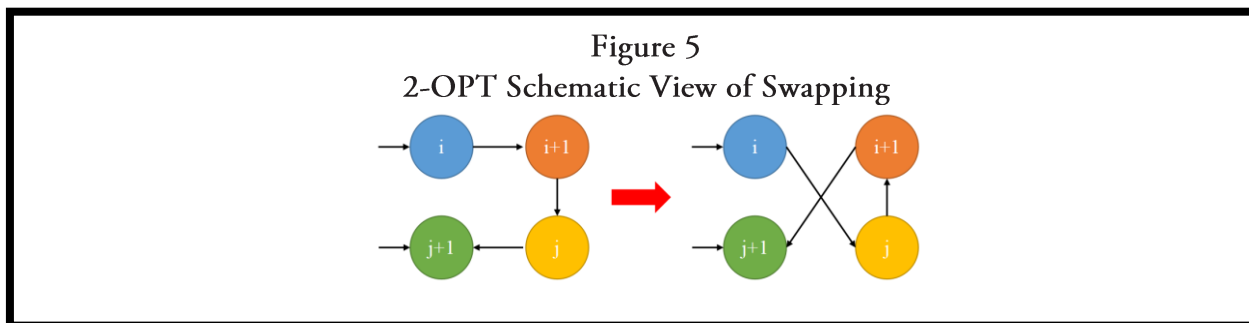 Figure 5
2-OPT Schematic View of Swapping
i i+1 i i+1
j+1 j j+1 j